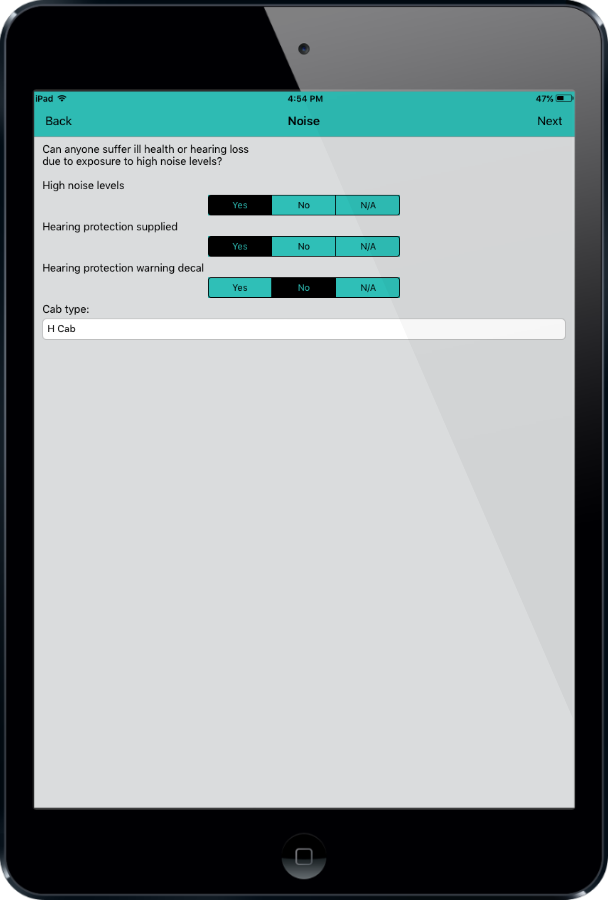 iPad 4:54 PM 47%
Back Noise Next
Can anyone suffer ill health or hearing loss
due to exposure to high noise levels?
High noise levels
Yes No N/A
Hearing protection supplied
Yes No N/A
Hearing protection warning decal
Yes No N/A
Cab type:
H Cab